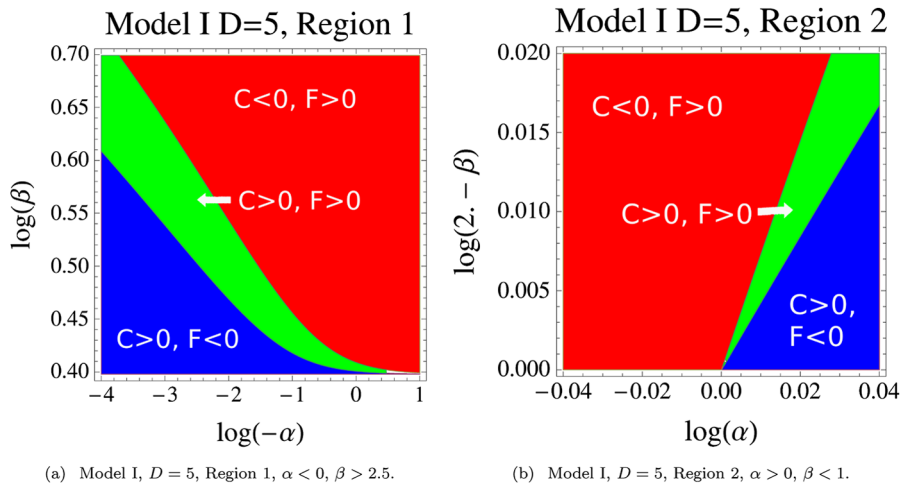 Model I D=5, Region 1
log(β)
0.70
0.65
0.60
0.55
0.50
0.45
0.40
C<0, F>0
C>0, F>0
C>0, F<0
−4 −3 −2 −1 0 1
log(−α)
(a) Model I, D = 5, Region 1, α < 0, β > 2.5.
Model I D=5, Region 2
log(2. − β)
0.020
0.015
0.010
0.005
0.000
C<0, F>0
C>0, F>0
C>0,
F<0
−0.04 −0.02 0.00 0.02 0.04
log(α)
(b) Model I, D = 5, Region 2, α > 0, β < 1.